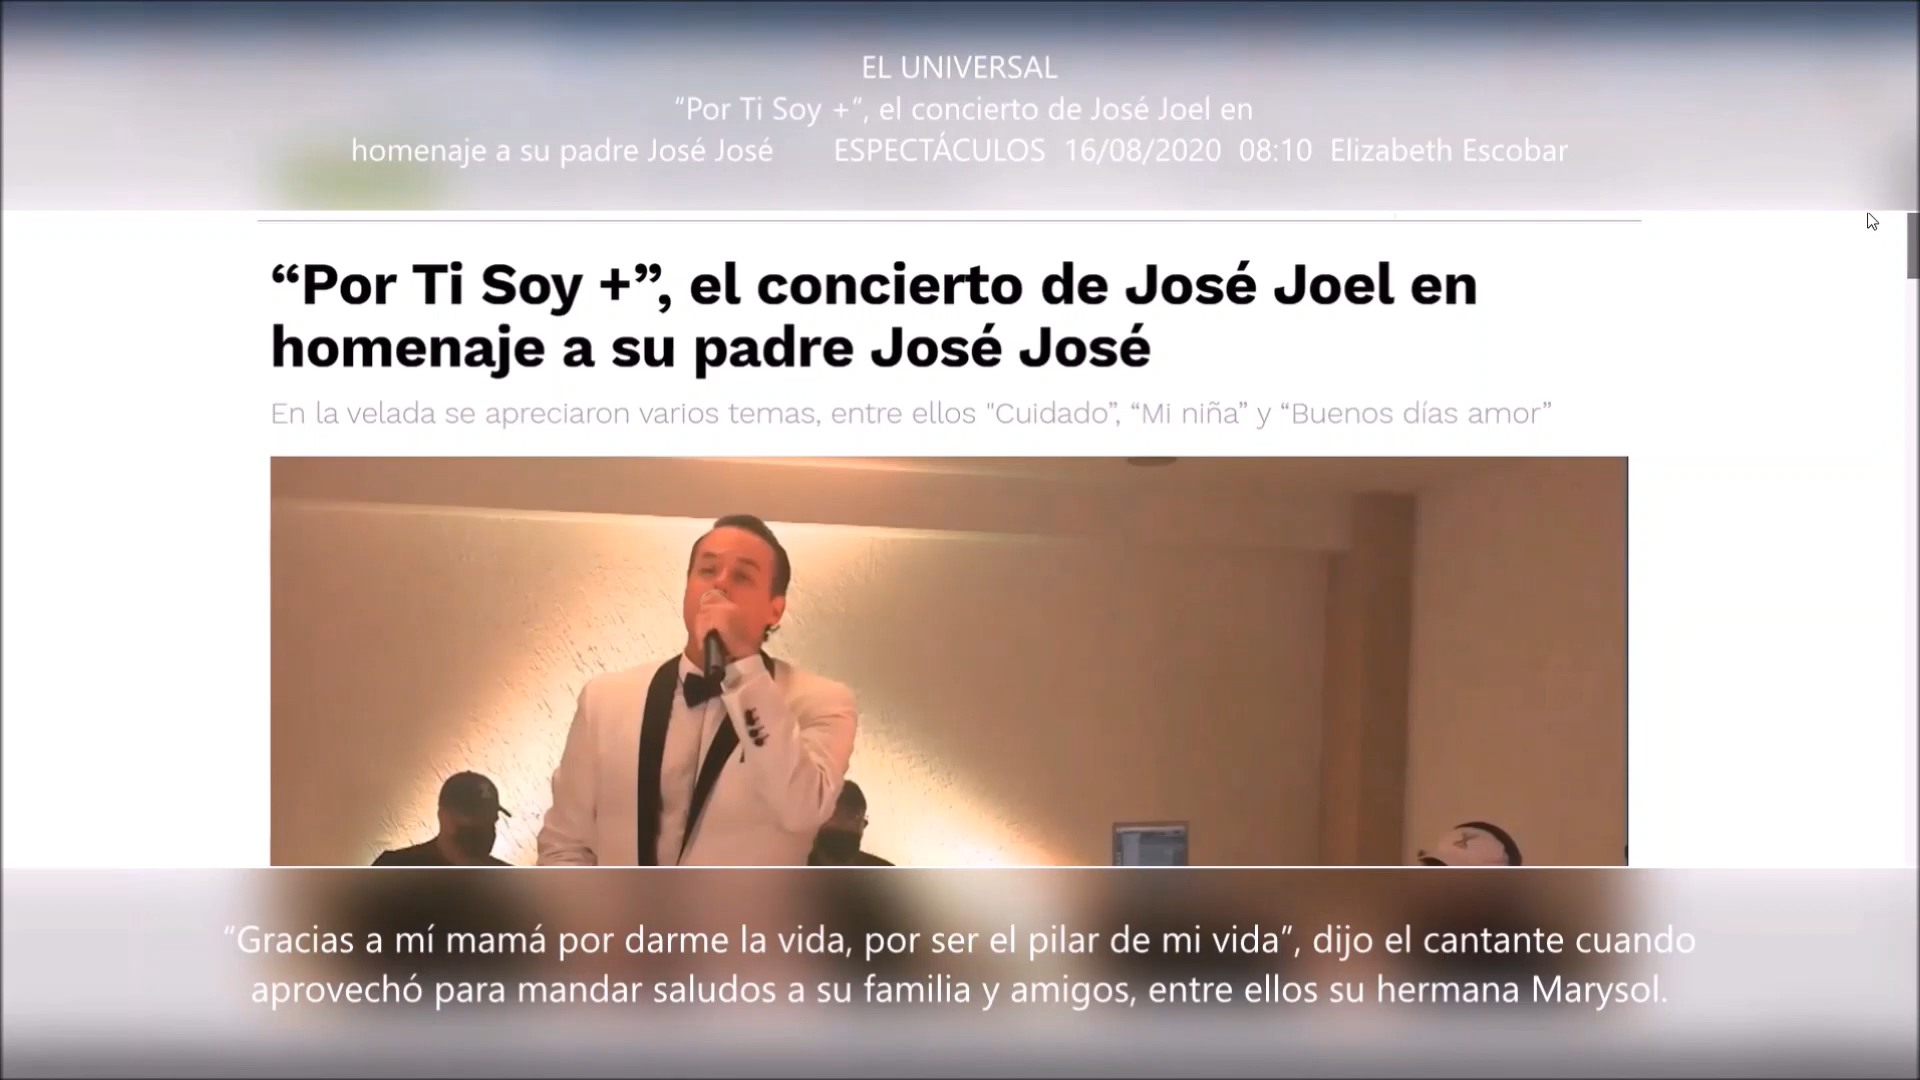 EL UNIVERSAL
“Por Ti Soy +”, el concierto de José Joel en
homenaje a su padre José José ESPECTÁCULOS 16/08/2020 08:10 Elizabeth Escobar
“Por Ti Soy +”, el concierto de José Joel en
homenaje a su padre José José
En la velada se apreciaron varios temas, entre ellos "Cuidado”, “Mi niña” y “Buenos días amor”
“Gracias a mí mamá por darme la vida, por ser el pilar de mi vida”, dijo el cantante cuando
aprovechó para mandar saludos a su familia y amigos, entre ellos su hermana Marysol.